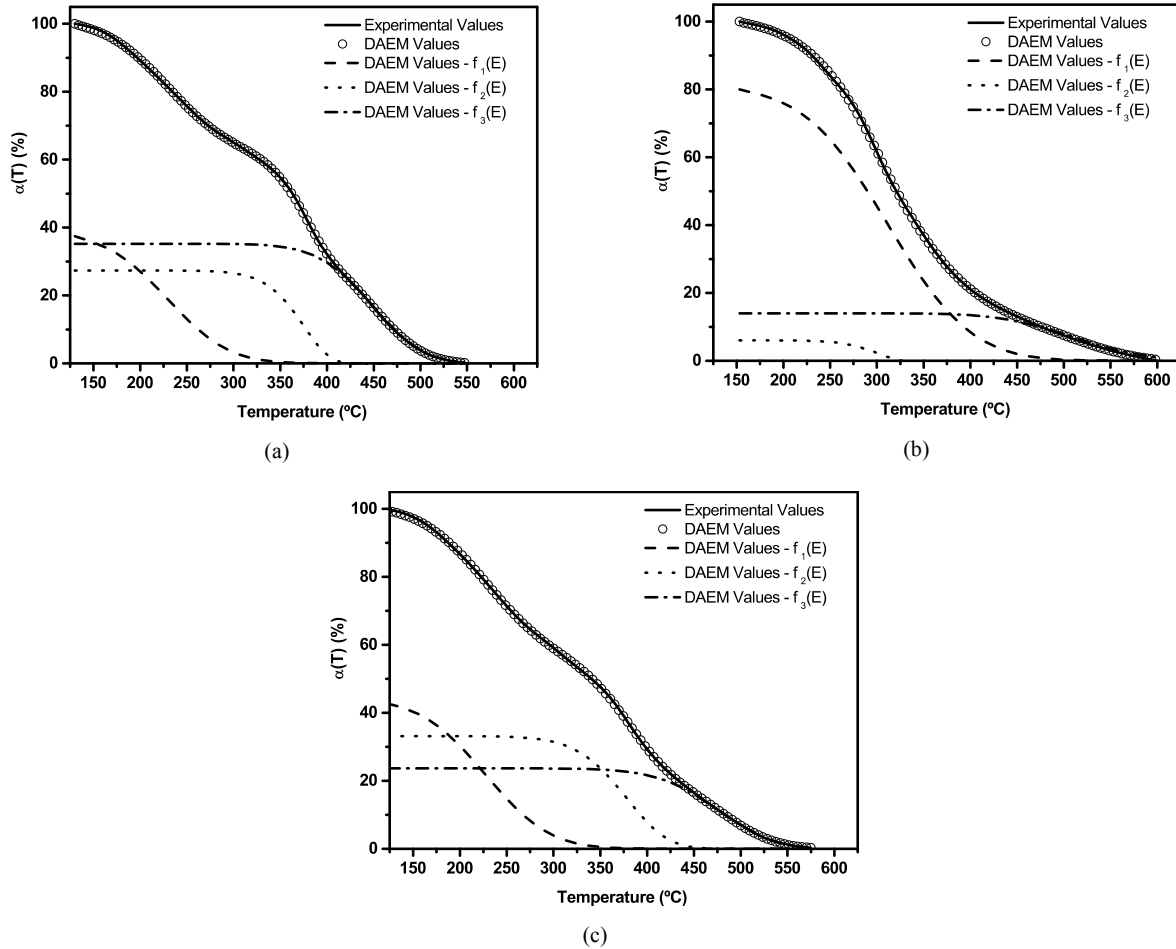 Experimental Values
DAEM Values
DAEM Values - f1(E)
DAEM Values - f2(E)
DAEM Values - f3(E)
100
80
60
40
20
0
α(T) (%)
150 200 250 300 350 400 450 500 550 600
Temperature (ºC)
(a)
Experimental Values
DAEM Values
DAEM Values - f1(E)
DAEM Values - f2(E)
DAEM Values - f3(E)
100
80
60
40
20
0
α(T) (%)
150 200 250 300 350 400 450 500 550 600
Temperature (ºC)
(b)
Experimental Values
DAEM Values
DAEM Values - f1(E)
DAEM Values - f2(E)
DAEM Values - f3(E)
100
80
60
40
20
0
α(T) (%)
150 200 250 300 350 400 450 500 550 600
Temperature (ºC)
(c)